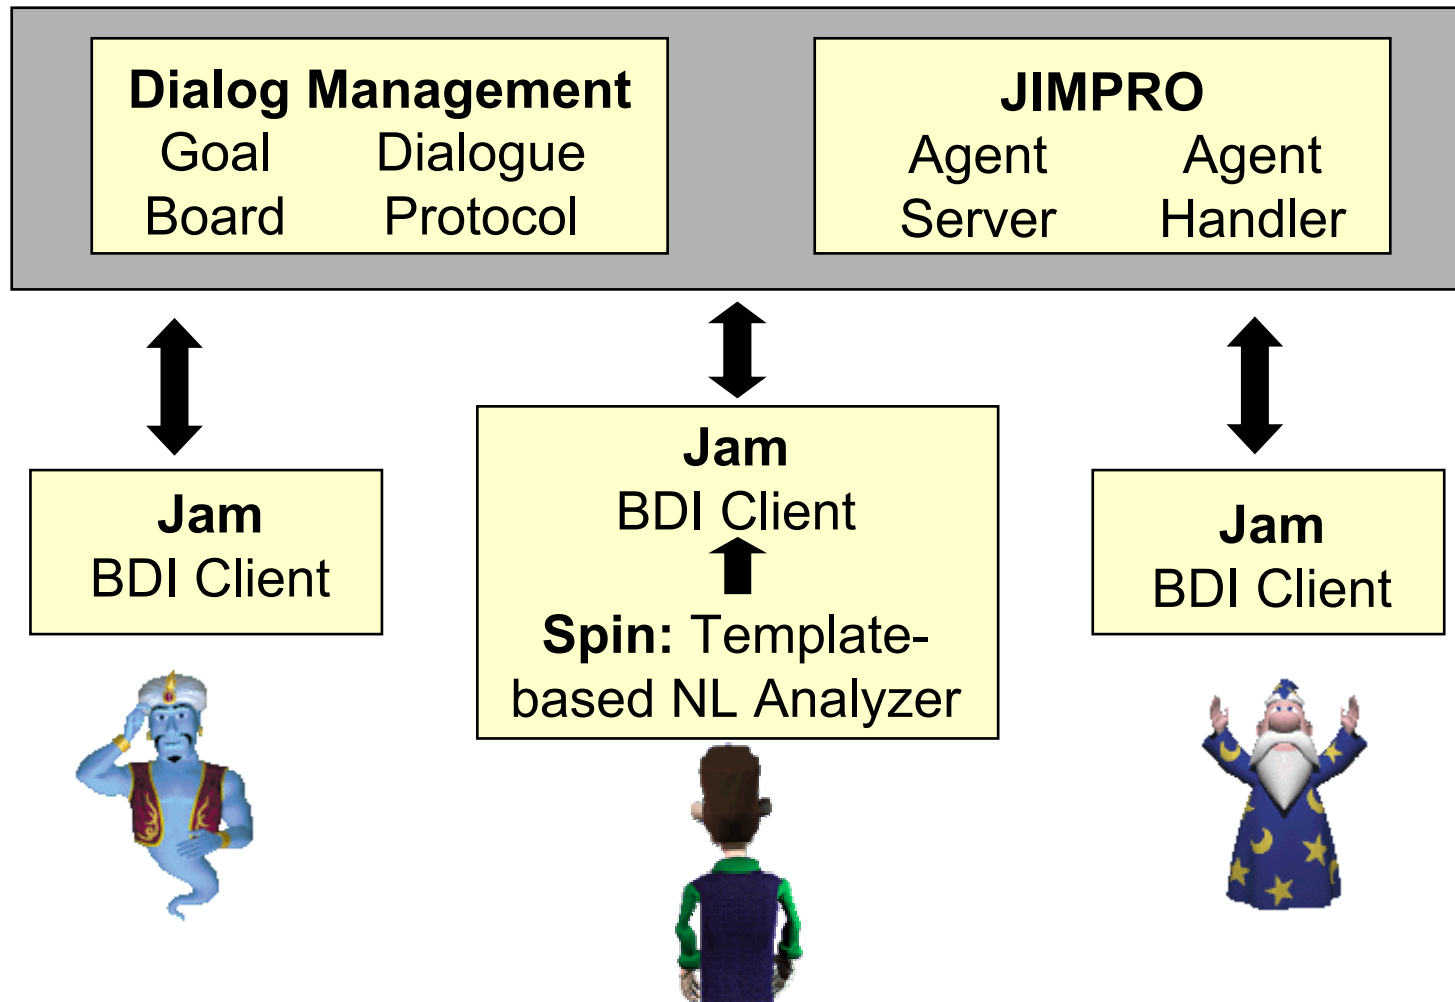 Dialog Management
Goal Dialogue
Board Protocol
JIMPRO
Agent Agent
Server Handler
Jam
BDI Client
Jam
BDI Client
Spin: Template-
based NL Analyzer
Jam
BDI Client